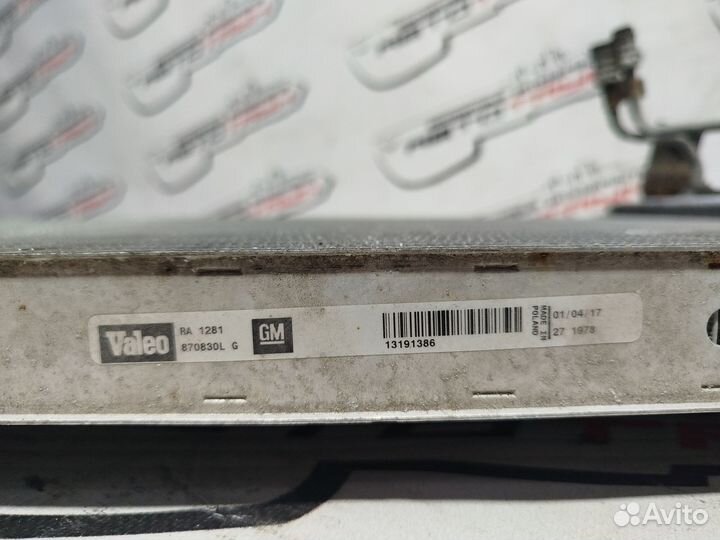 Valeo
RA 1281
870830L G
GM
13191386
MADE IN
POLAND
01/04/17
27 1978
Avito